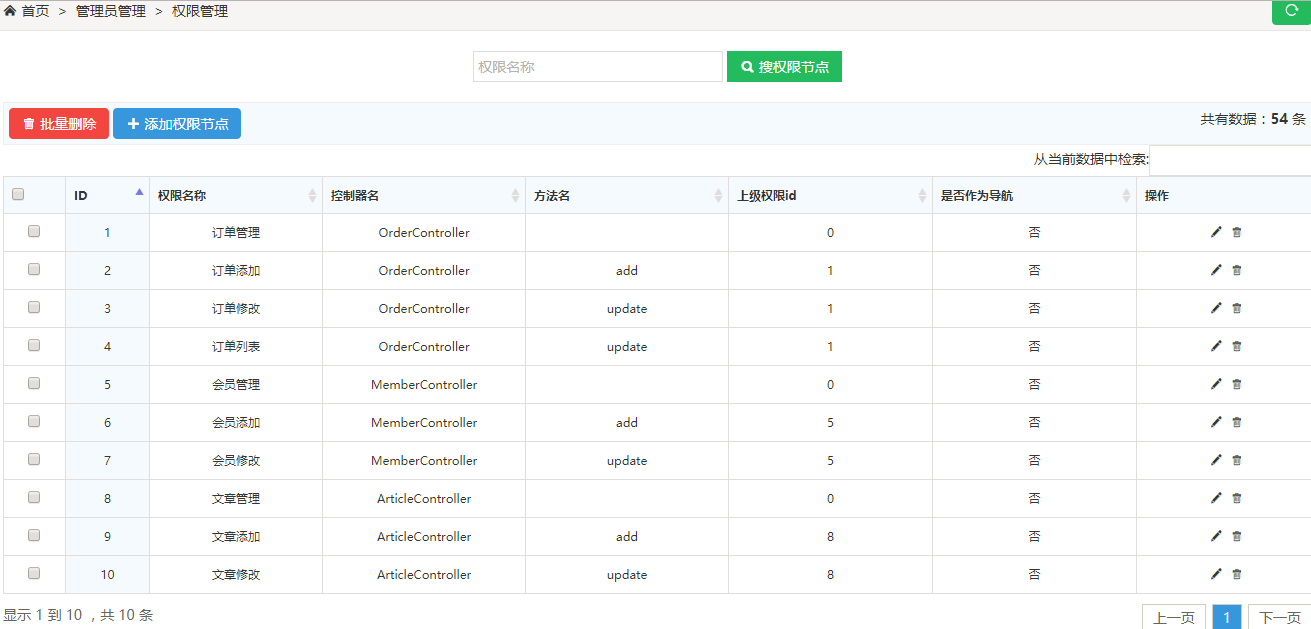 首页 > 管理员管理 > 权限管理
权限名称 搜权限节点
批量删除 添加权限节点 共有数据：54 条
从当前数据中检索:
ID 权限名称 控制器名 方法名 上级权限id 是否作为导航 操作
1 订单管理 OrderController 0 否
2 订单添加 OrderController add 1 否
3 订单修改 OrderController update 1 否
4 订单列表 OrderController update 1 否
5 会员管理 MemberController 0 否
6 会员添加 MemberController add 5 否
7 会员修改 MemberController update 5 否
8 文章管理 ArticleController 0 否
9 文章添加 ArticleController add 8 否
10 文章修改 ArticleController update 8 否
显示 1 到 10 ，共 10 条 上一页 1 下一页